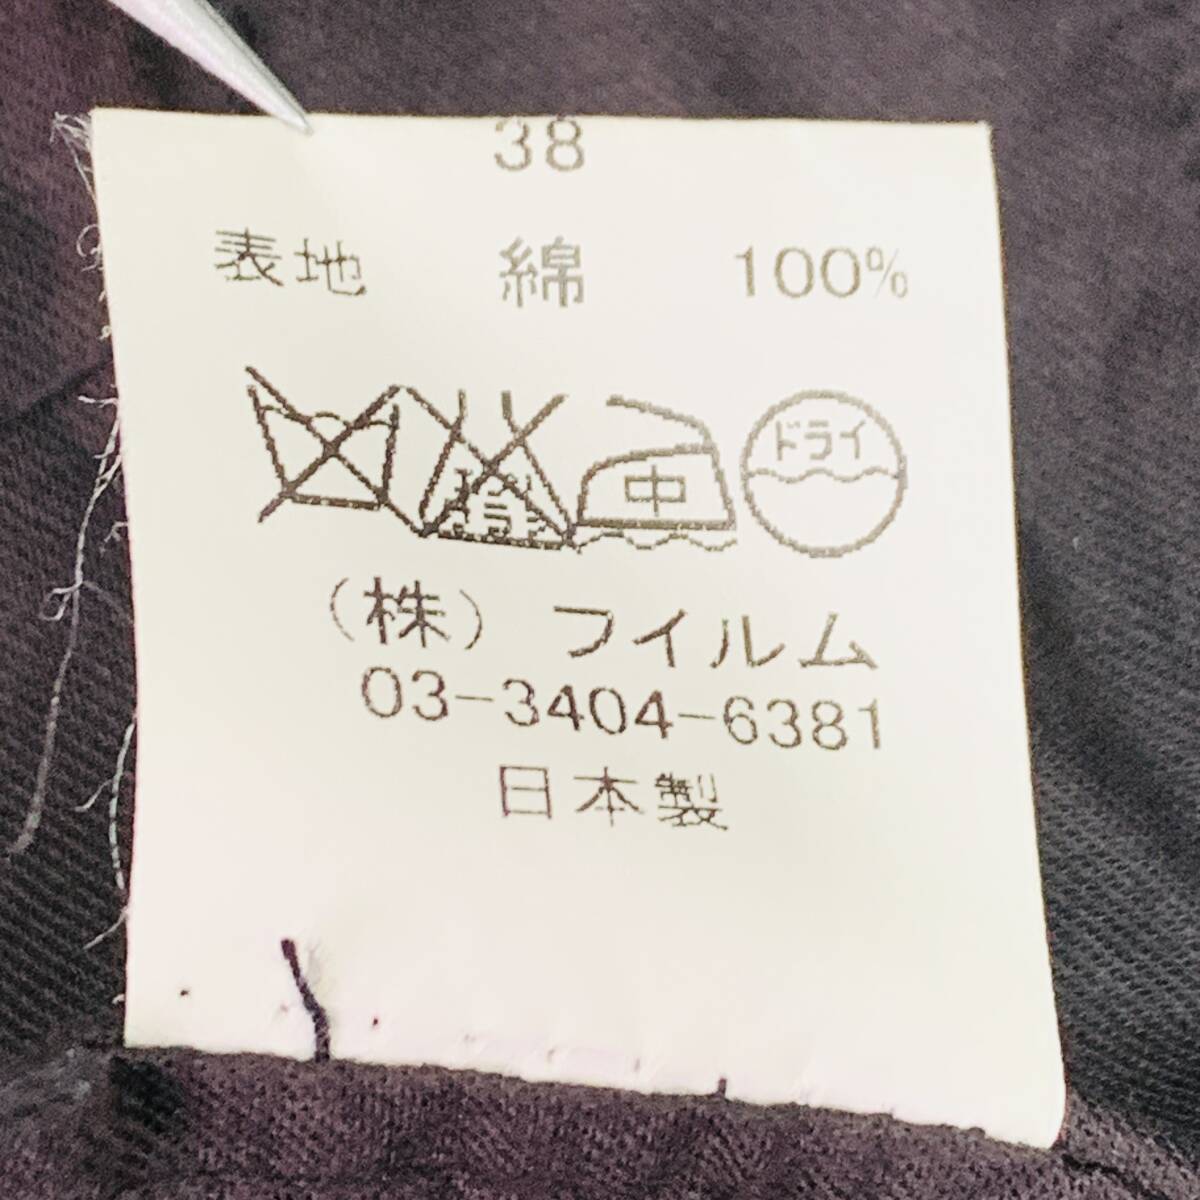 38
表地 綿 100%
中 ドライ
(株) フイルム
03-3404-6381
日本製